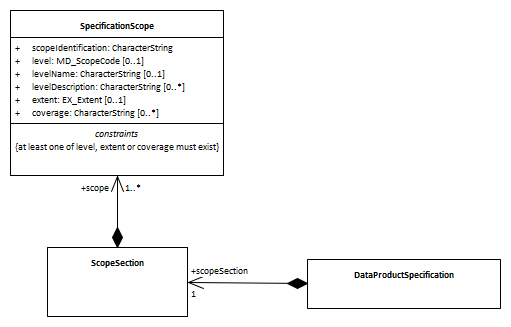 SpecificationScope
+ scopeIdentification: CharacterString
+ level: MD_ScopeCode [0..1]
+ levelName: CharacterString [0..1]
+ levelDescription: CharacterString [0..*]
+ extent: EX_Extent [0..1]
+ coverage: CharacterString [0..*]
constraints
{at least one of level, extent or coverage must exist}
+scope 1..*
ScopeSection
+scopeSection
1
DataProductSpecification